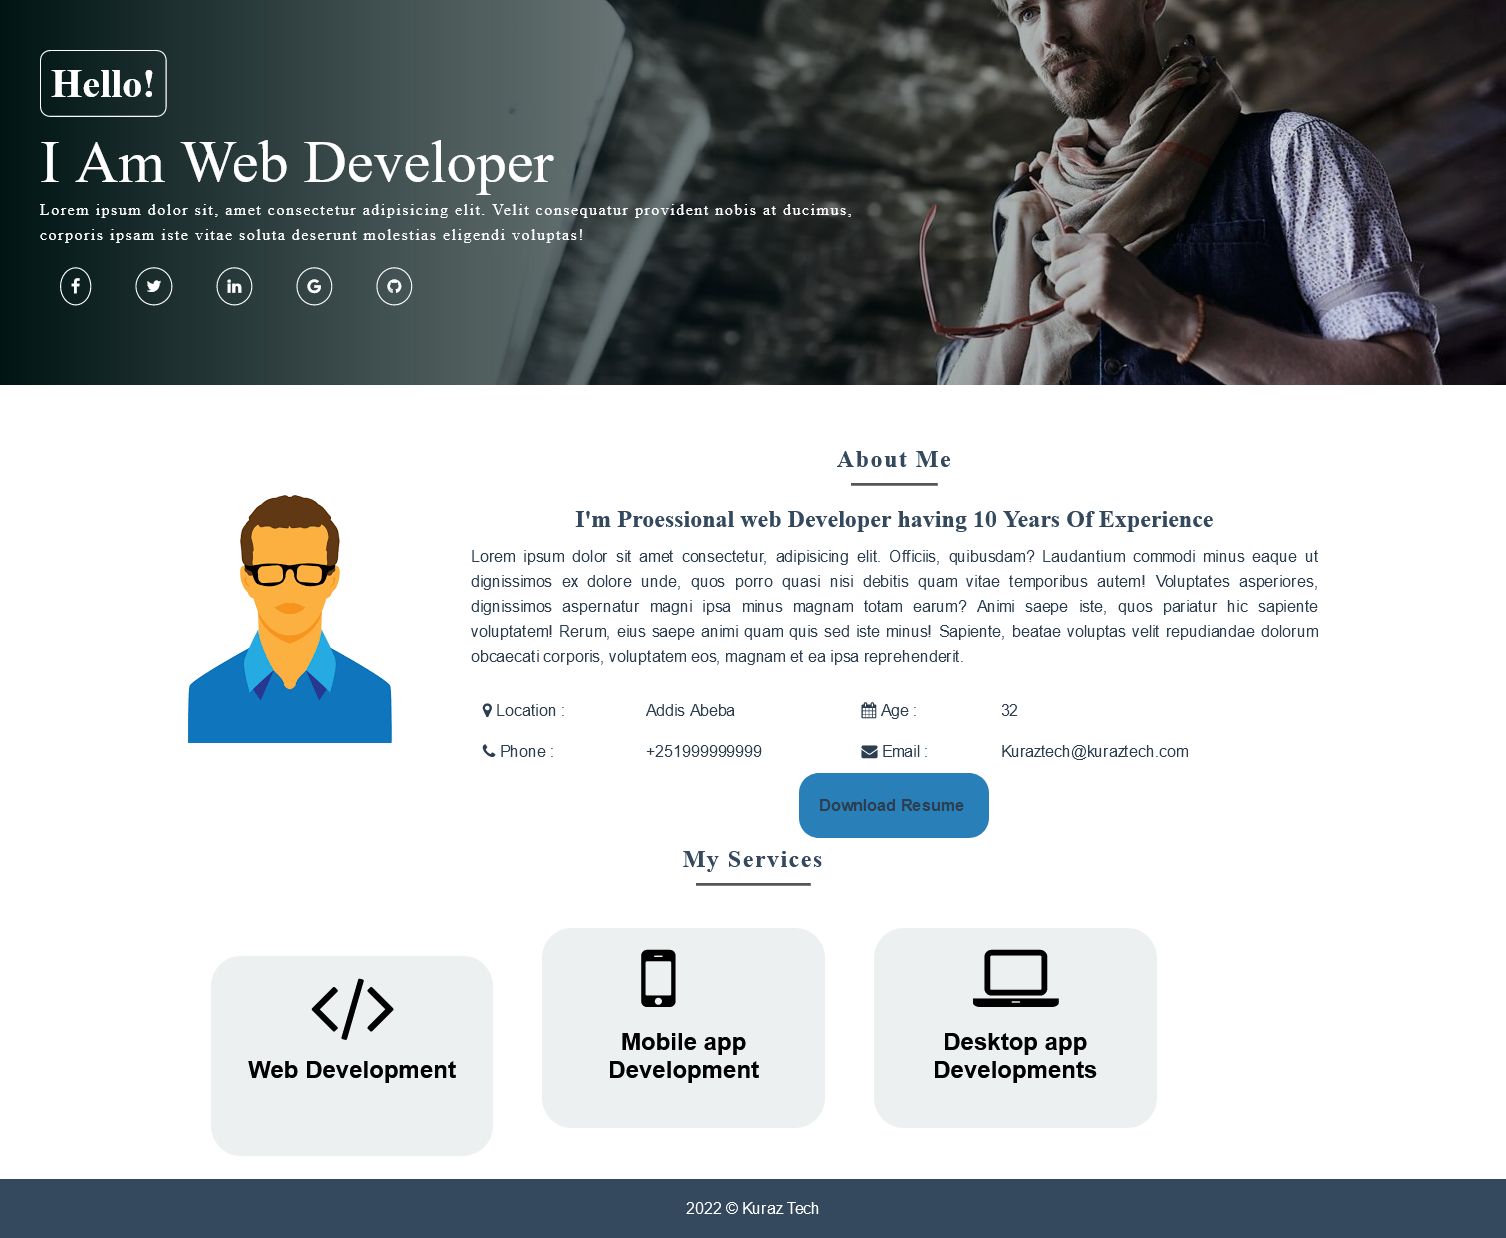 Hello!
I Am Web Developer
Lorem ipsum dolor sit, amet consectetur adipisicing elit. Velit consequatur provident nobis at ducimus,
corporis ipsam iste vitae soluta deserunt molestias eligendi voluptas!
About Me
I'm Proessional web Developer having 10 Years Of Experience
Lorem ipsum dolor sit amet consectetur, adipisicing elit. Officiis, quibusdam? Laudantium commodi minus eaque ut
dignissimos ex dolore unde, quos porro quasi nisi debitis quam vitae temporibus autem! Voluptates asperiores,
dignissimos aspernatur magni ipsa minus magnam totam earum? Animi saepe iste, quos pariatur hic sapiente
voluptatem! Rerum, eius saepe animi quam quis sed iste minus! Sapiente, beatae voluptas velit repudiandae dolorum
obcaecati corporis, voluptatem eos, magnam et ea ipsa reprehenderit.
Location : Addis Abeba Age : 32
Phone : +251999999999 Email : Kuraztech@kuraztech.com
Download Resume
My Services
Web Development
Mobile app
Development
Desktop app
Developments
2022 © Kuraz Tech